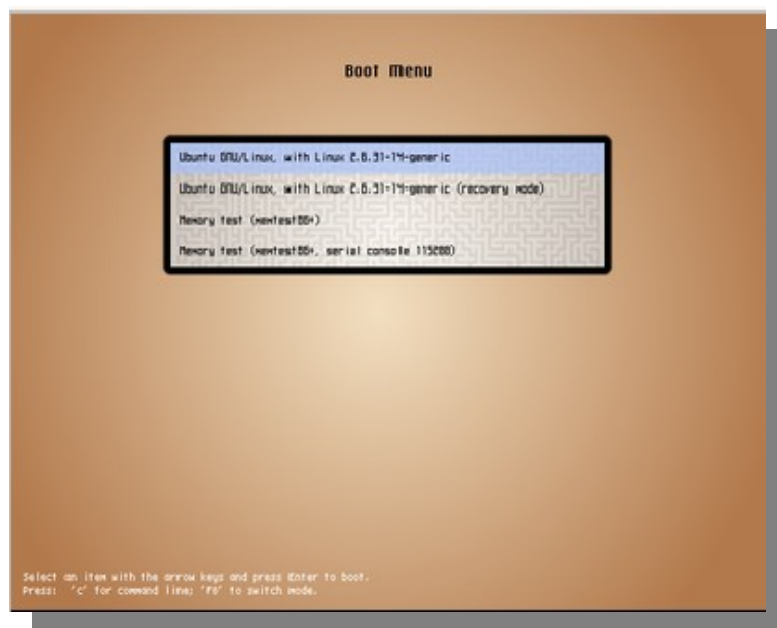 Boot Menu
Ubuntu GNU/Linux, with Linux 2.6.31-14-generic
Ubuntu GNU/Linux, with Linux 2.6.31-14-generic (recovery mode)
Memory test (memtest86+)
Memory test (memtest86+, serial console 115200)
Select an item with the arrow keys and press Enter to boot.
Press: 'c' for command line; 'F8' to switch mode.